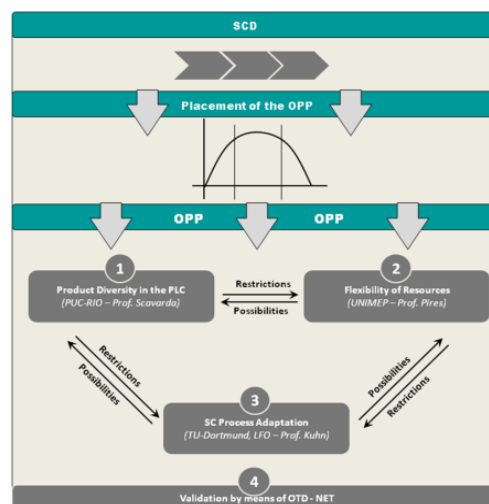 SCD
Placement of the OPP
OPP OPP
1
Product Diversity in the PLC
(PUC-RIO – Prof. Scavarda)
Restrictions
Possibilities
2
Flexibility of Resources
(UNIMEP – Prof. Pires)
Restrictions
Possibilities
Possibilities
Restrictions
3
SC Process Adaptation
(TU-Dortmund, LFO – Prof. Kuhn)
4
Validation by means of OTD - NET